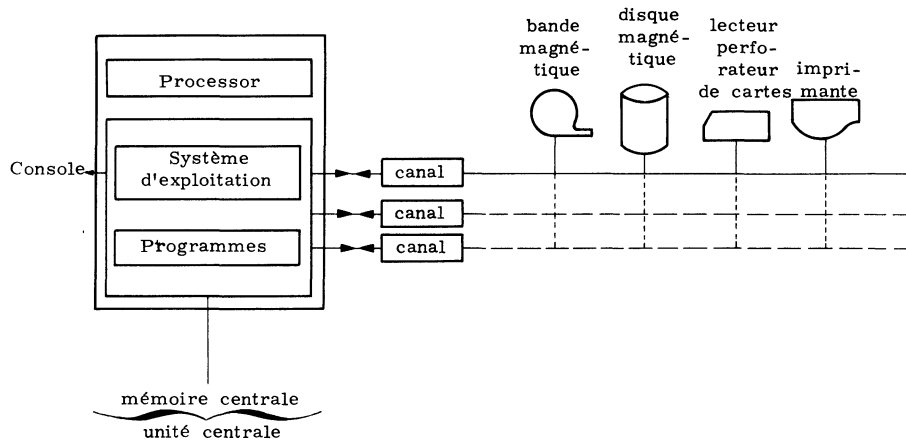 bande
magné-
tique
disque
magné-
tique
lecteur
perfo-
rateur
de cartes
impri-
mante
Processor
Console
Système
d'exploitation
Programmes
canal
canal
canal
mémoire centrale
unité centrale